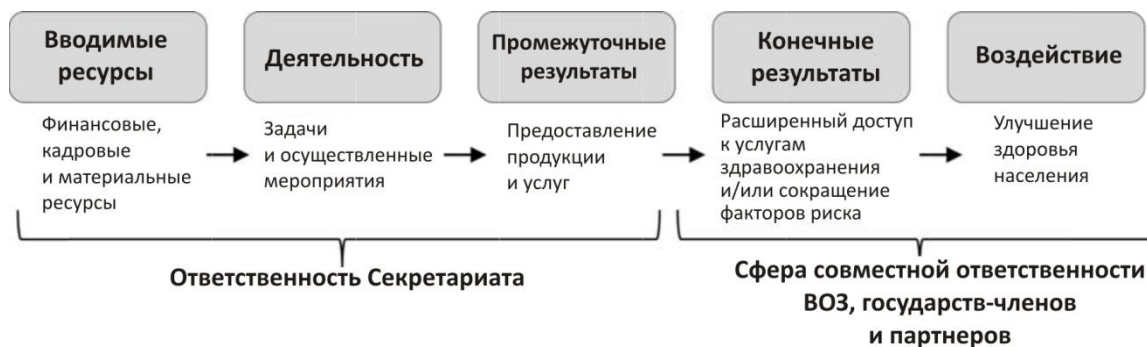 Вводимые
ресурсы
Деятельность
Промежуточные
результаты
Конечные
результаты
Воздействие
Финансовые,
кадровые
и материальные
ресурсы
Задачи
и осуществленные
мероприятия
Предоставление
продукции
и услуг
Расширенный доступ
к услугам
здравоохранения
и/или сокращение
факторов риска
Улучшение
здоровья
населения
Ответственность Секретариата
Сфера совместной ответственности
ВОЗ, государств-членов
и партнеров